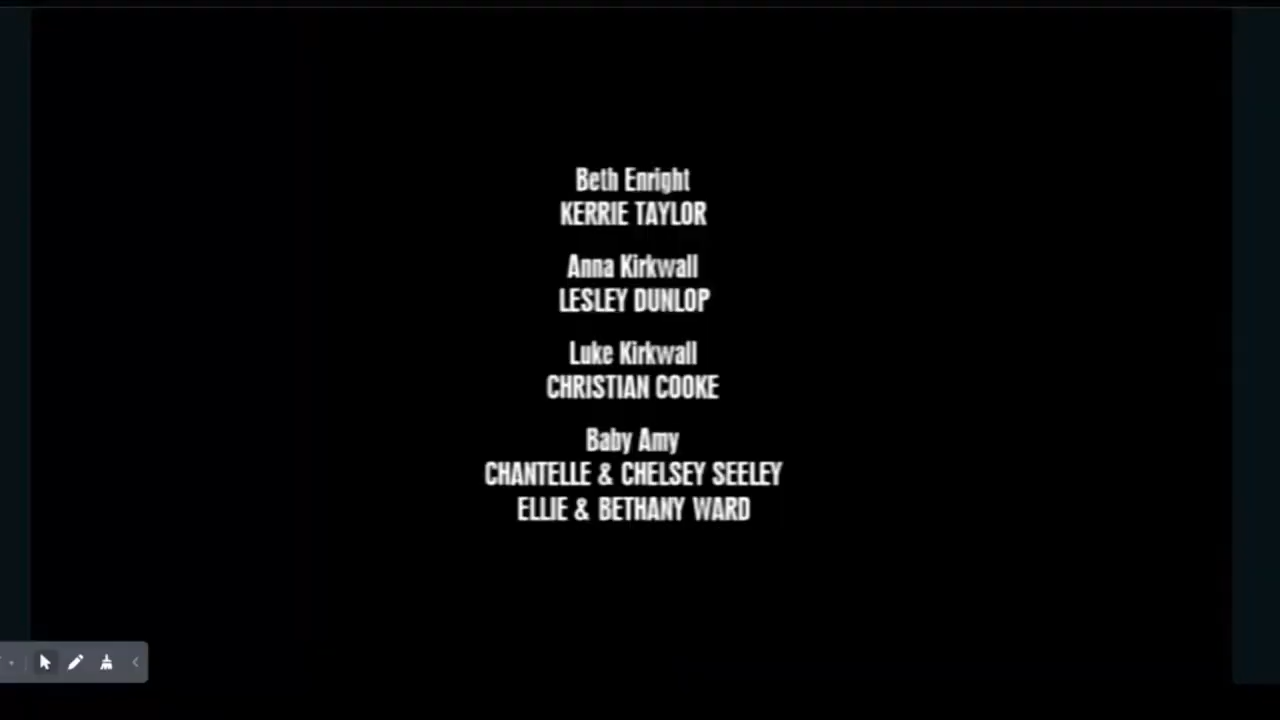 Beth Enright
KERRIE TAYLOR
Anna Kirkwall
LESLEY DUNLOP
Luke Kirkwall
CHRISTIAN COOKE
Baby Amy
CHANTELLE & CHELSEY SEELEY
ELLIE & BETHANY WARD